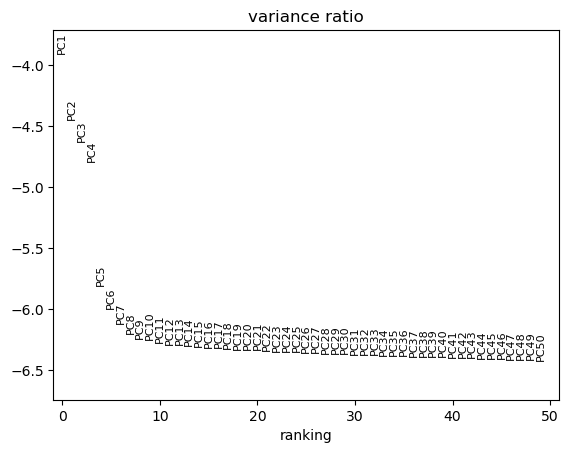 variance ratio
−4.0
−4.5
−5.0
−5.5
−6.0
−6.5
PC1
PC2
PC3
PC4
PC5
PC6
PC7
PC8
PC9
PC10
PC11
PC12
PC13
PC14
PC15
PC16
PC17
PC18
PC19
PC20
PC21
PC22
PC23
PC24
PC25
PC26
PC27
PC28
PC29
PC30
PC31
PC32
PC33
PC34
PC35
PC36
PC37
PC38
PC39
PC40
PC41
PC42
PC43
PC44
PC45
PC46
PC47
PC48
PC49
PC50
0 10 20 30 40 50
ranking